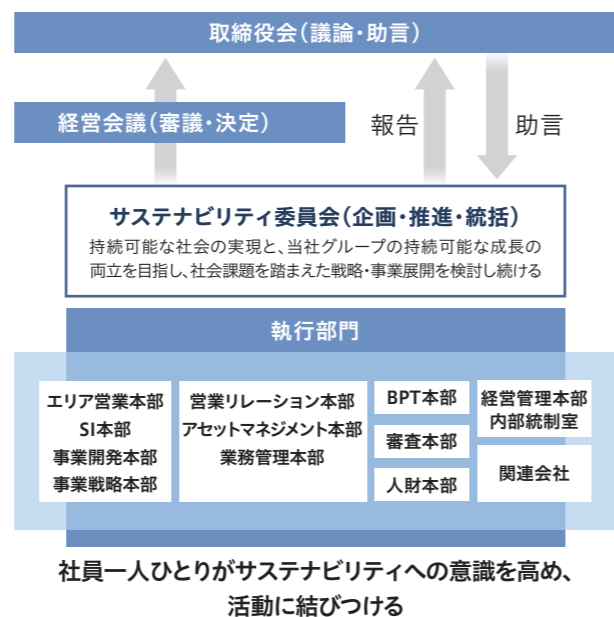 取締役会（議論・助言）
経営会議（審議・決定）
報告
助言
サステナビリティ委員会（企画・推進・統括）
持続可能な社会の実現と、当社グループの持続可能な成長の
両立を目指し、社会課題を踏まえた戦略・事業展開を検討し続ける
執行部門
エリア営業本部
SI本部
事業開発本部
事業戦略本部
営業リレーション本部
アセットマネジメント本部
業務管理本部
BPT本部
審査本部
人財本部
経営管理本部
内部統制室
関連会社
社員一人ひとりがサステナビリティへの意識を高め、
活動に結びつける